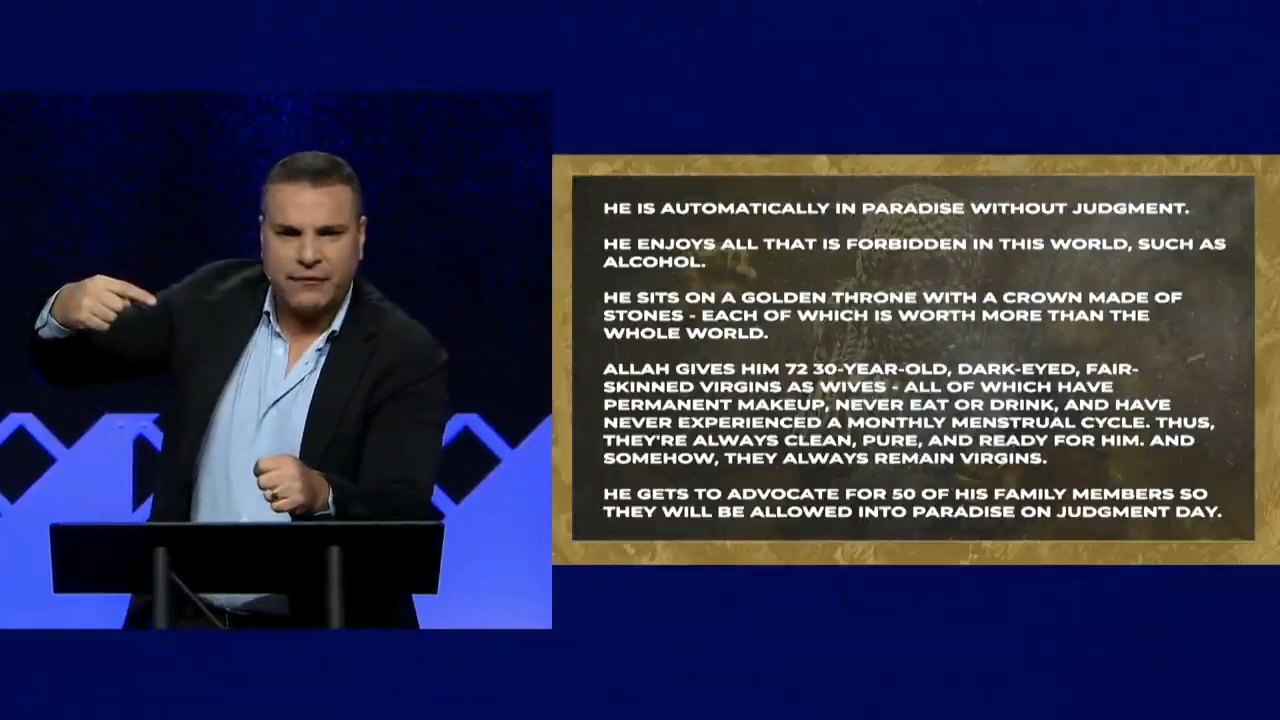 HE IS AUTOMATICALLY IN PARADISE WITHOUT JUDGMENT.
HE ENJOYS ALL THAT IS FORBIDDEN IN THIS WORLD, SUCH AS
ALCOHOL.
HE SITS ON A GOLDEN THRONE WITH A CROWN MADE OF
STONES - EACH OF WHICH IS WORTH MORE THAN THE
WHOLE WORLD.
ALLAH GIVES HIM 72 30-YEAR-OLD, DARK-EYED, FAIR-
SKINNED VIRGINS AS WIVES - ALL OF WHICH HAVE
PERMANENT MAKEUP, NEVER EAT OR DRINK, AND HAVE
NEVER EXPERIENCED A MONTHLY MENSTRUAL CYCLE. THUS,
THEY'RE ALWAYS CLEAN, PURE, AND READY FOR HIM. AND
SOMEHOW, THEY ALWAYS REMAIN VIRGINS.
HE GETS TO ADVOCATE FOR 50 OF HIS FAMILY MEMBERS SO
THEY WILL BE ALLOWED INTO PARADISE ON JUDGMENT DAY.